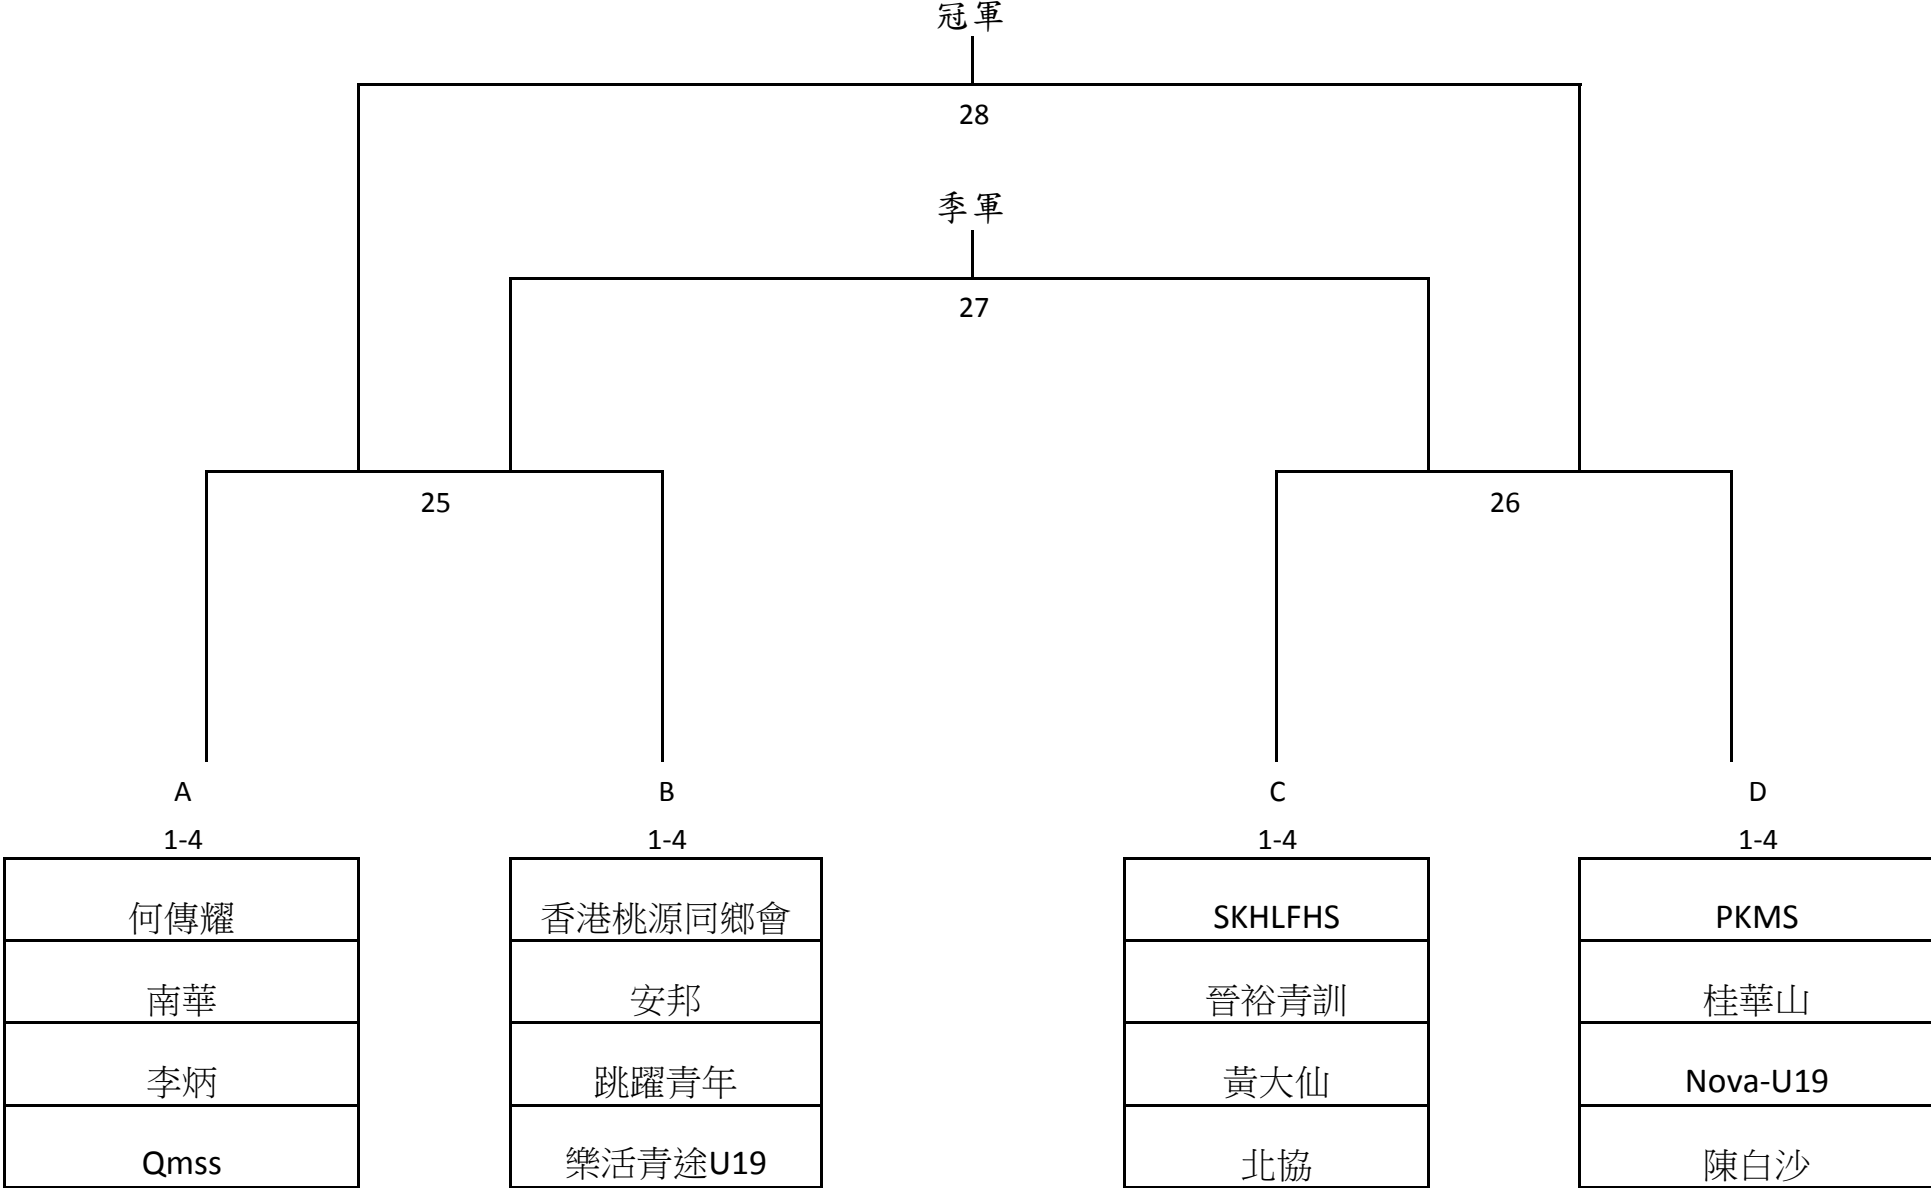 冠軍
28
季軍
27
25
26
A
B
C
D
1-4
1-4
1-4
1-4
何傳耀
香港桃源同鄉會
SKHLFHS
PKMS
南華
安邦
晉裕青訓
桂華山
李炳
跳躍青年
黃大仙
Nova-U19
Qmss
樂活青途U19
北協
陳白沙